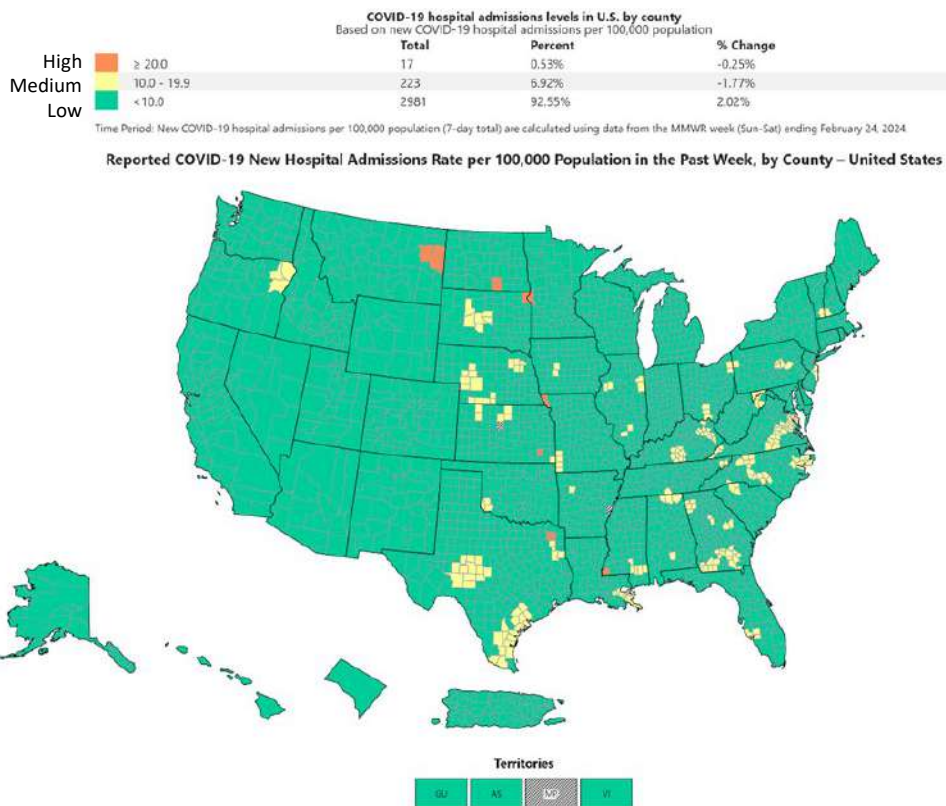 COVID-19 hospital admissions levels in U.S. by county
Based on new COVID-19 hospital admissions per 100,000 population
Total Percent % Change
High ≥ 20.0 17 0.53% -0.25%
Medium 10.0 - 19.9 223 6.92% -1.77%
Low <10.0 2981 92.55% 2.02%
Time Period: New COVID-19 hospital admissions per 100,000 population (7-day total) are calculated using data from the MMWR week (Sun-Sat) ending February 24, 2024.
Reported COVID-19 New Hospital Admissions Rate per 100,000 Population in the Past Week, by County – United States
Territories
GU AS MP VI